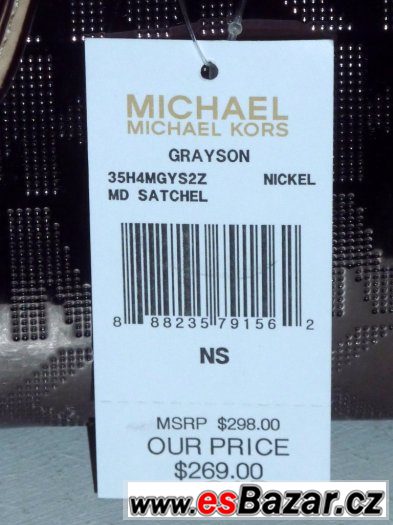 MICHAEL
MICHAEL KORS
GRAYSON
35H4MGYS2Z NICKEL
MD SATCHEL
8 88235 79156 2
NS
MSRP $298.00
OUR PRICE
$269.00
www.esBazar.cz